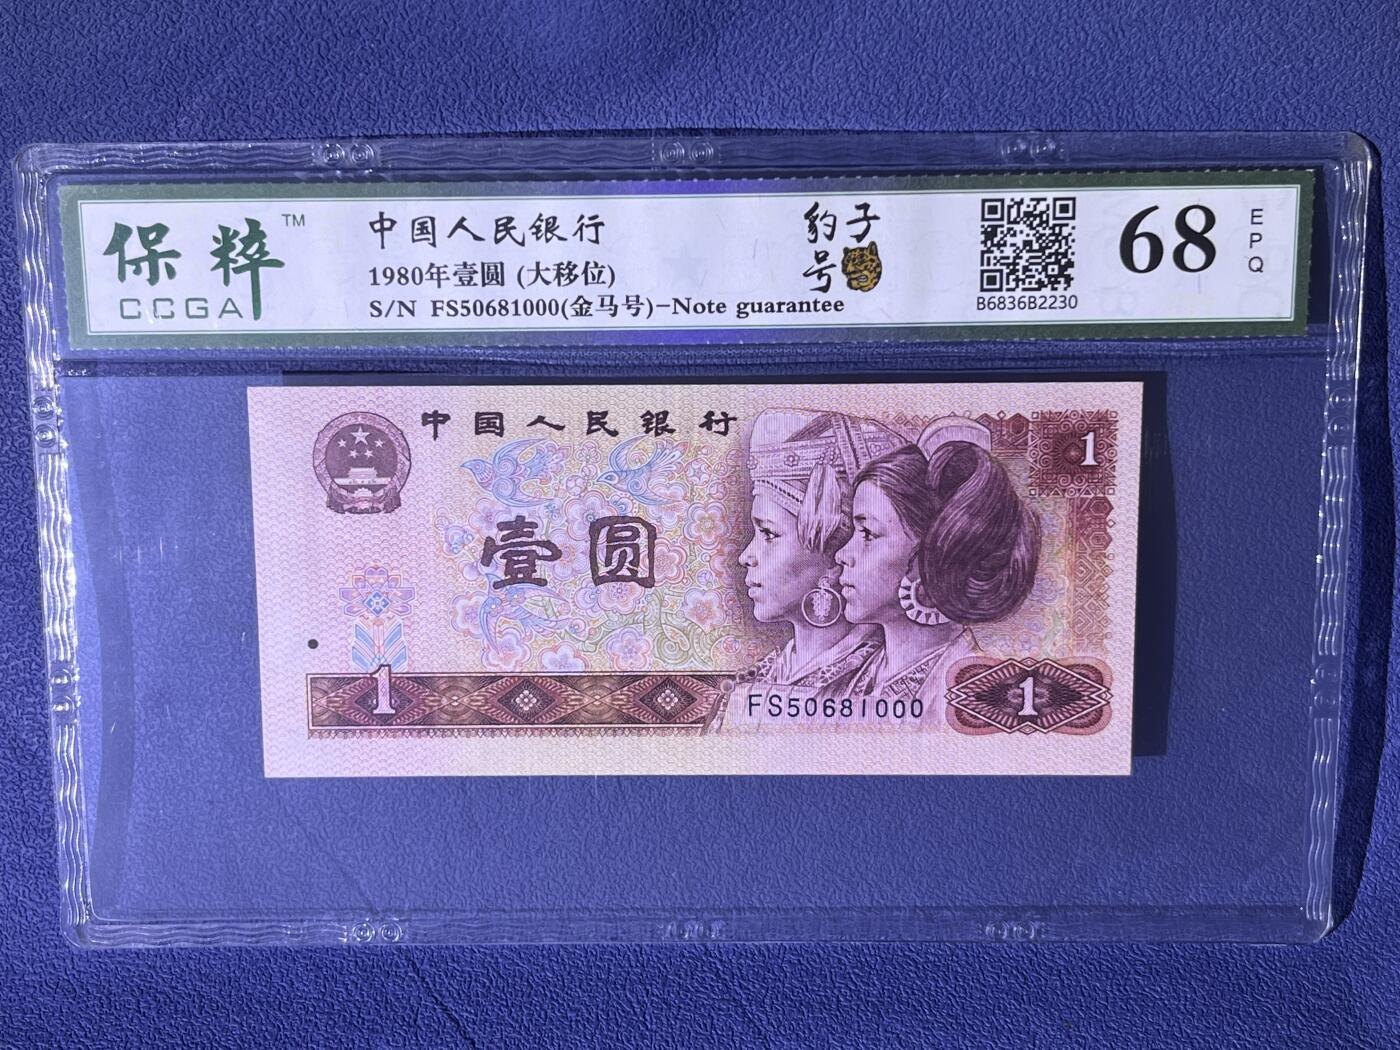 保粹™
CCGA
中国人民银行
1980年壹圆 (大移位)
S/N FS50681000(金马号)-Note guarantee
豹子
号
B6836B2230
68
EPQ
中国人民银行
1
壹圆
1
FS50681000
1